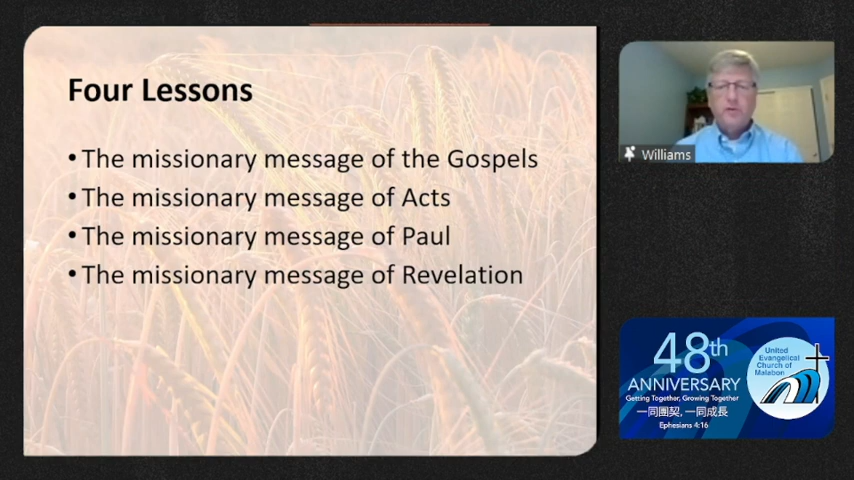 Four Lessons
• The missionary message of the Gospels
• The missionary message of Acts
• The missionary message of Paul
• The missionary message of Revelation
Williams
48th
ANNIVERSARY
Getting Together, Growing Together
一同團契, 一同成長
Ephesians 4:16
United
Evangelical
Church of
Malabon